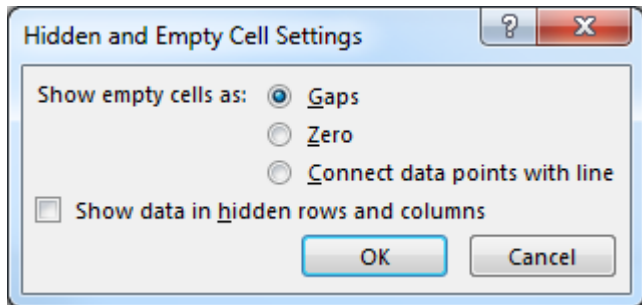 Hidden and Empty Cell Settings
?
Show empty cells as: Gaps
Zero
Connect data points with line
Show data in hidden rows and columns
OK Cancel